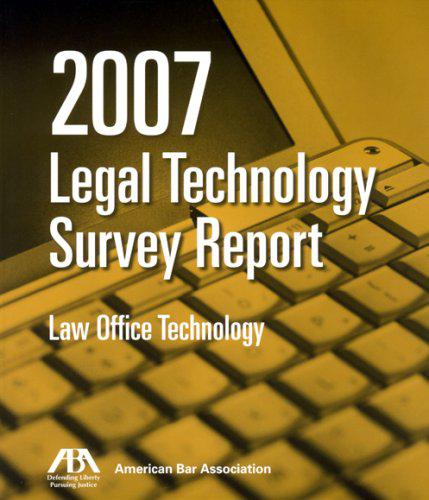 2007
Legal Technology
Survey Report
Law Office Technology
ABA
Defending Liberty
Pursuing Justice
American Bar Association